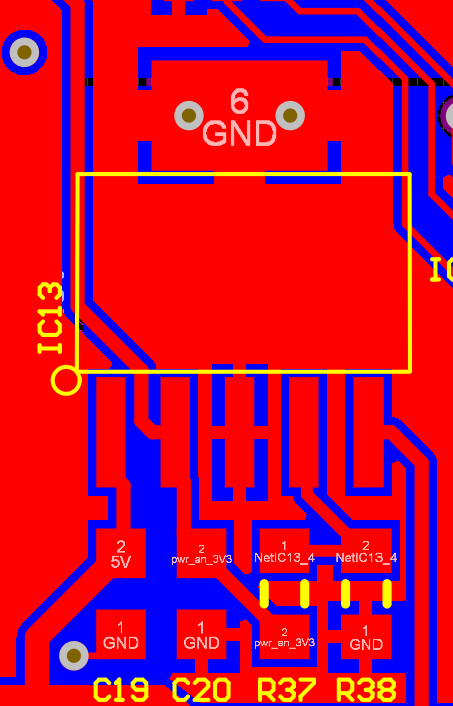 6
GND
IC13
IC
2
5V
2
pwr_an_3V3
1
NetIC13_4
2
NetIC13_4
1
GND
1
GND
2
pwr_an_3V3
1
GND
C19 C20 R37 R38